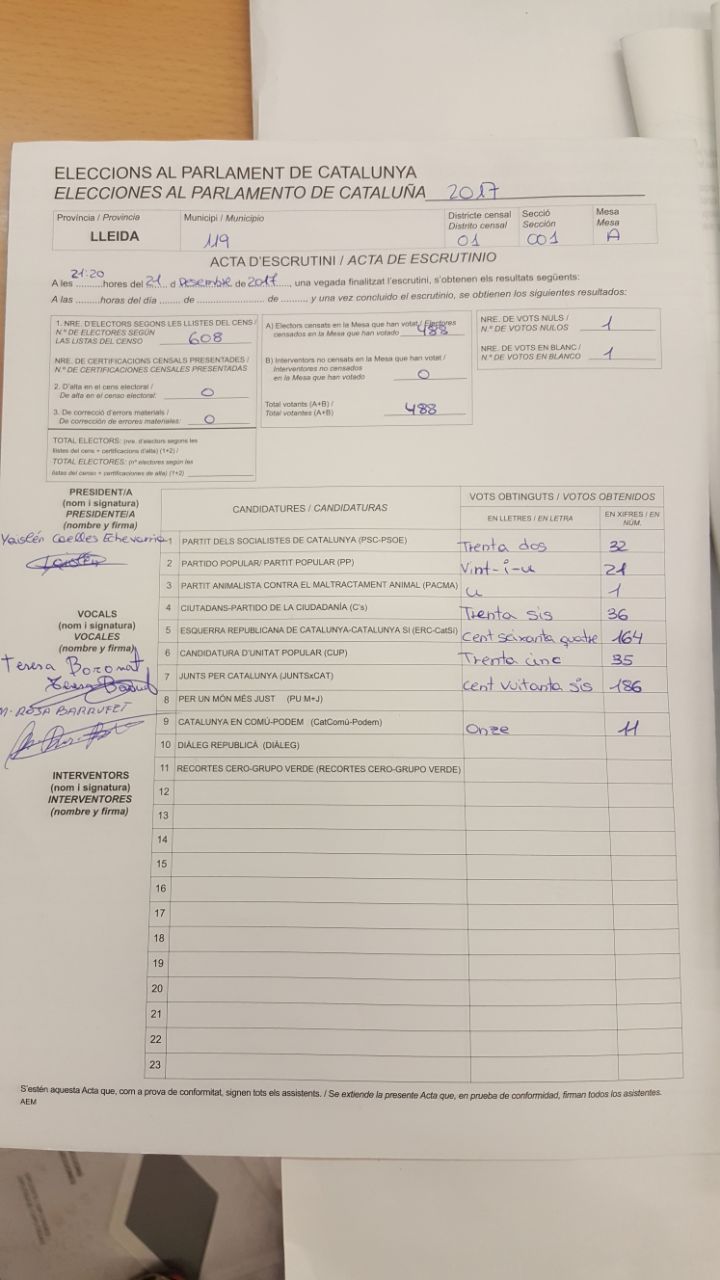 ELECCIONS AL PARLAMENT DE CATALUNYA
ELECCIONES AL PARLAMENTO DE CATALUÑA 2017
Província / Provincia
LLEIDA
Municipi / Municipio
119
Districte censal
Distrito censal
01
Secció
Sección
001
Mesa
Mesa
A
ACTA D'ESCRUTINI / ACTA DE ESCRUTINIO
A les 21:20 hores del 21 d Desembre de 2017, una vegada finalitzat l'escrutini, s'obtenen els resultats següents:
A las ......... horas del día ....... de ........................... de ......... y una vez concluido el escrutinio, se obtienen los siguientes resultados:
1. NRE. D'ELECTORS SEGONS LES LLISTES DEL CENS /
N.º DE ELECTORES SEGÚN
LAS LISTAS DEL CENSO 608
NRE. DE CERTIFICACIONS CENSALS PRESENTADES /
N.º DE CERTIFICACIONES CENSALES PRESENTADAS
2. D'alta en el cens electoral /
De alta en el censo electoral: 0
3. De correcció d'errors materials /
De corrección de errores materiales: 0
TOTAL ELECTORS: (nre. d'electors segons les
llistes del cens + certificacions d'alta) (1+2) /
TOTAL ELECTORES: (nº electores según las
listas del censo + certificaciones de alta) (1+2)
A) Electors censats en la Mesa que han votat / Electores
censados en la Mesa que han votado 488
B) Interventors no censats en la Mesa que han votat /
Interventores no censados
en la Mesa que han votado 0
Total votants (A+B) /
Total votantes (A+B) 488
NRE. DE VOTS NULS /
N.º DE VOTOS NULOS 1
NRE. DE VOTS EN BLANC /
N.º DE VOTOS EN BLANCO 1
PRESIDENT/A
(nom i signatura)
PRESIDENTE/A
(nombre y firma)
VOCALS
(nom i signatura)
VOCALES
(nombre y firma)
Teresa Boronat
M. ROSA BARRUFET
INTERVENTORS
(nom i signatura)
INTERVENTORES
(nombre y firma)
CANDIDATURES / CANDIDATURAS
VOTS OBTINGUTS / VOTOS OBTENIDOS
EN LLETRES / EN LETRA
EN XIFRES / EN NÚM.
1 PARTIT DELS SOCIALISTES DE CATALUNYA (PSC-PSOE) Trenta dos 32
2 PARTIDO POPULAR/ PARTIT POPULAR (PP) Vint-i-u 21
3 PARTIT ANIMALISTA CONTRA EL MALTRACTAMENT ANIMAL (PACMA) u 1
4 CIUTADANS-PARTIDO DE LA CIUDADANÍA (C's) Trenta sis 36
5 ESQUERRA REPUBLICANA DE CATALUNYA-CATALUNYA SI (ERC-CatSí) Cent seixanta quatre 164
6 CANDIDATURA D'UNITAT POPULAR (CUP) Trenta cinc 35
7 JUNTS PER CATALUNYA (JUNTSxCAT) Cent vuitanta sis 186
8 PER UN MÓN MÉS JUST (PU M+J)
9 CATALUNYA EN COMÚ-PODEM (CatComú-Podem) Onze 11
10 DIÀLEG REPUBLICÀ (DIÀLEG)
11 RECORTES CERO-GRUPO VERDE (RECORTES CERO-GRUPO VERDE)
12
13
14
15
16
17
18
19
20
21
22
23
S'estén aquesta Acta que, com a prova de conformitat, signen tots els assistents. / Se extiende la presente Acta que, en prueba de conformidad, firman todos los asistentes.
AEM